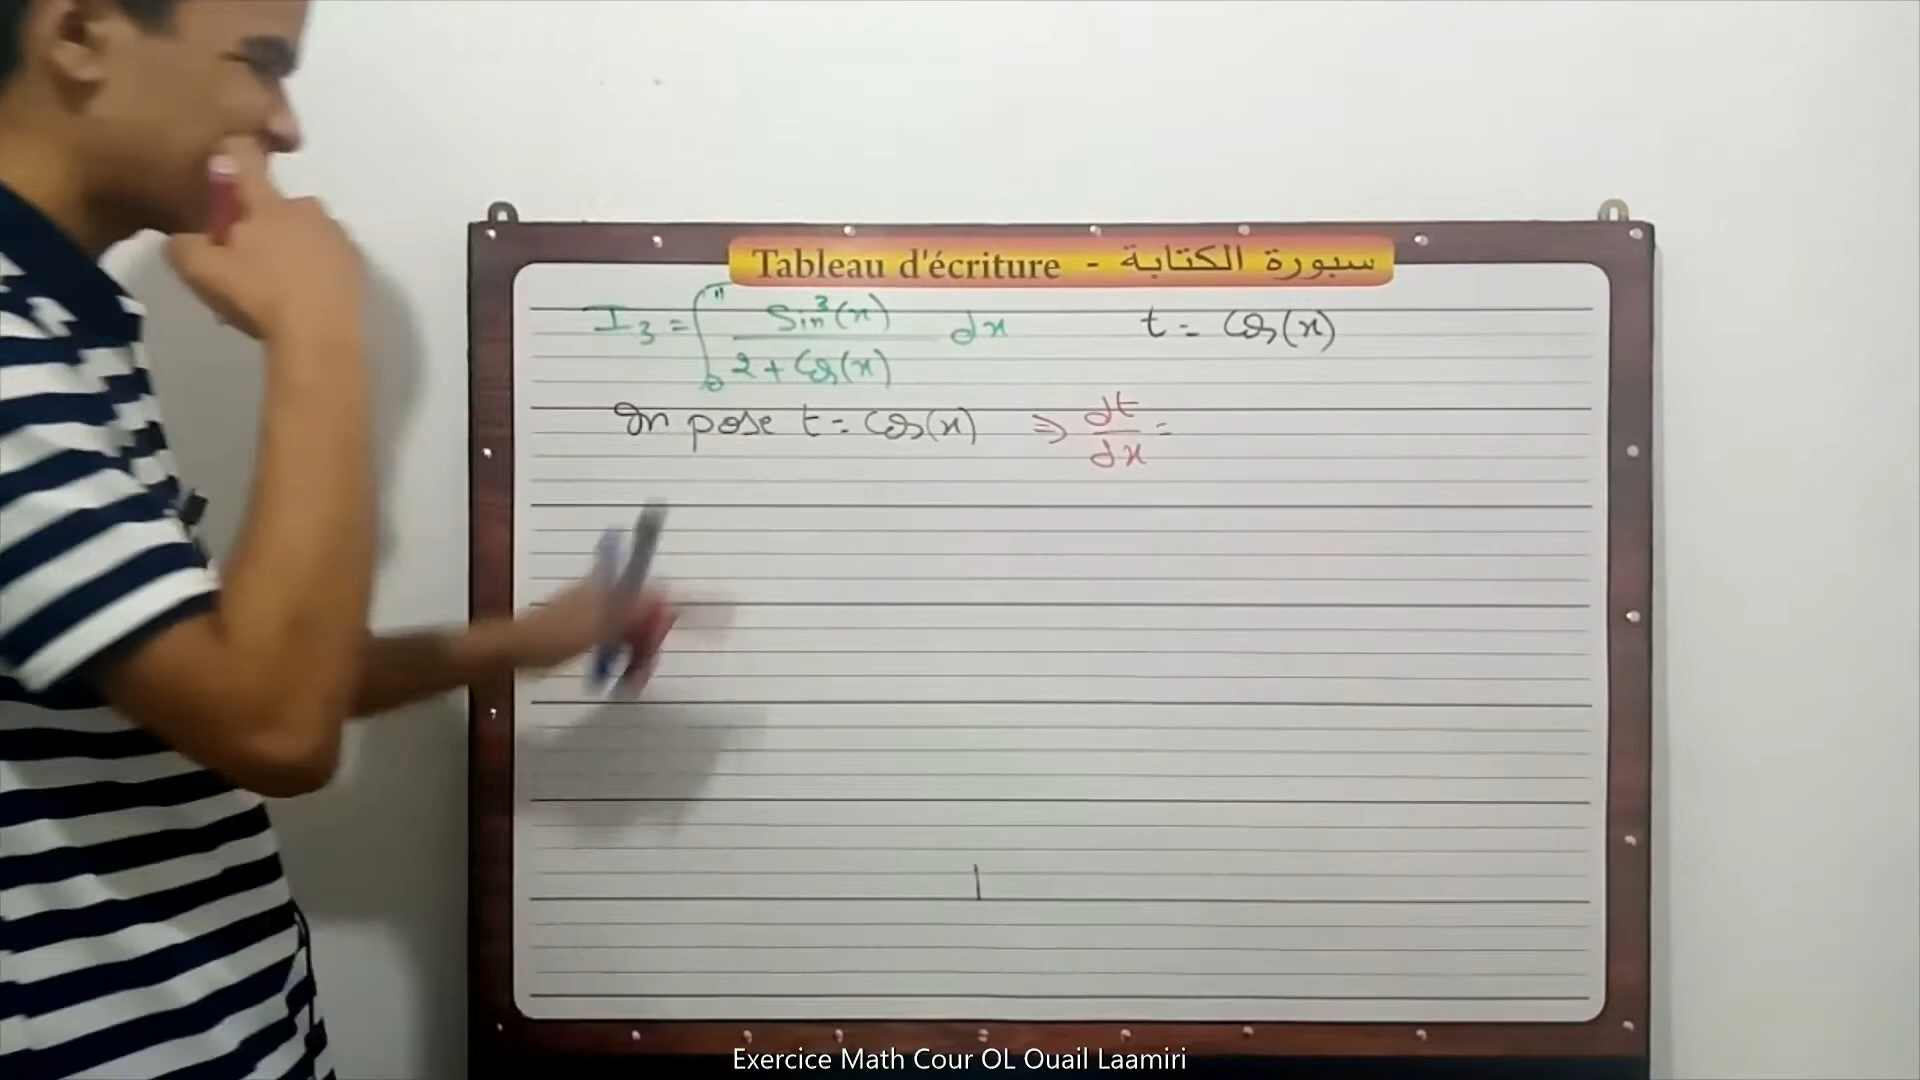 Tableau d'écriture - سبورة الكتابة
I₃ = ∫₀^π Sin³(x) / (2 + Cos(x)) dx t = Cos(x)
On pose t = Cos(x) ⇒ dt/dx =
Exercice Math Cour OL Ouail Laamiri